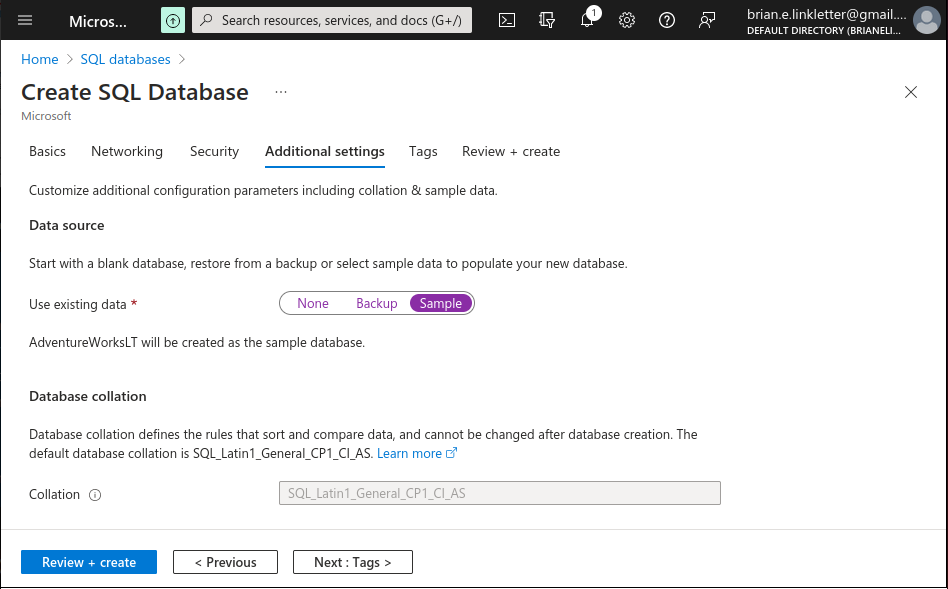 Micros...
Search resources, services, and docs (G+/)
1
brian.e.linkletter@gmail....
DEFAULT DIRECTORY (BRIANELI...
Home > SQL databases >
Create SQL Database ...
Microsoft
Basics Networking Security Additional settings Tags Review + create
Customize additional configuration parameters including collation & sample data.
Data source
Start with a blank database, restore from a backup or select sample data to populate your new database.
Use existing data * None Backup Sample
AdventureWorksLT will be created as the sample database.
Database collation
Database collation defines the rules that sort and compare data, and cannot be changed after database creation. The
default database collation is SQL_Latin1_General_CP1_CI_AS. Learn more
Collation SQL_Latin1_General_CP1_CI_AS
Review + create < Previous Next : Tags >